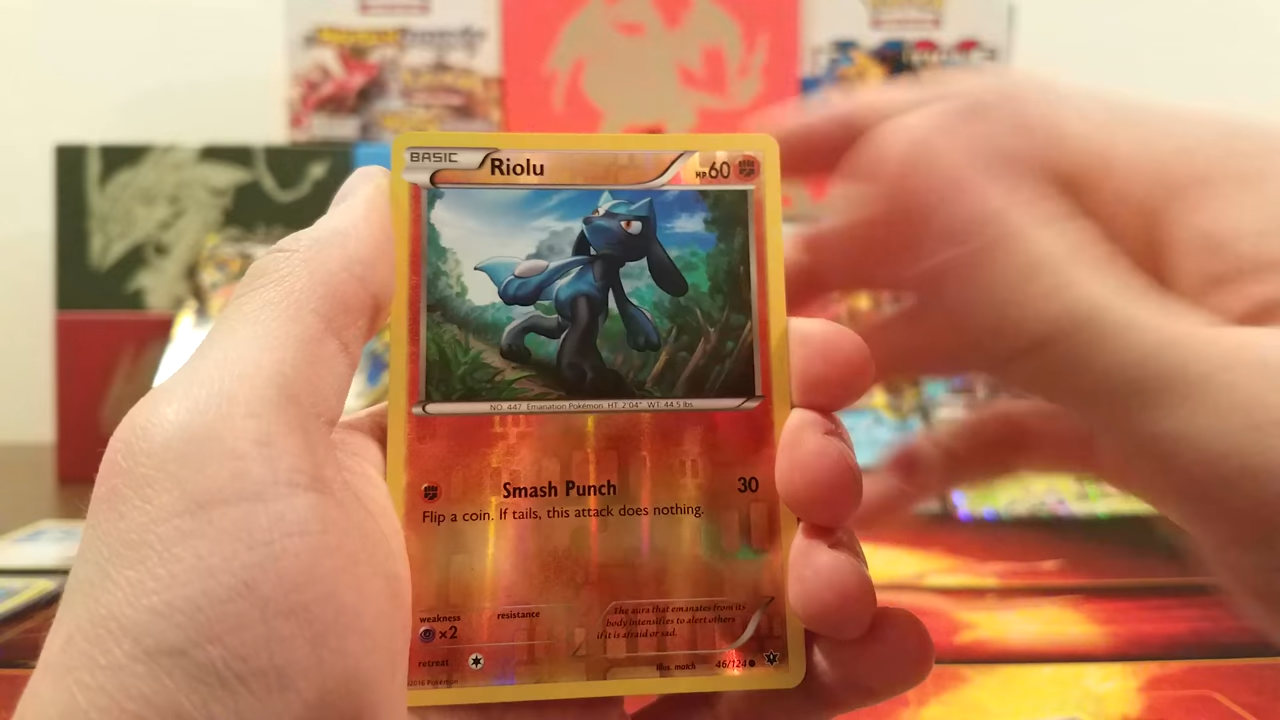 BASIC
Riolu
HP 60
NO. 447 Emanation Pokémon. HT: 2'04" WT: 44.5 lbs.
Smash Punch 30
Flip a coin. If tails, this attack does nothing.
weakness resistance
×2
The aura that emanates from its
body intensifies to alert others
if it is afraid or sad.
retreat
Illus. match 46/124
©2016 Pokémon